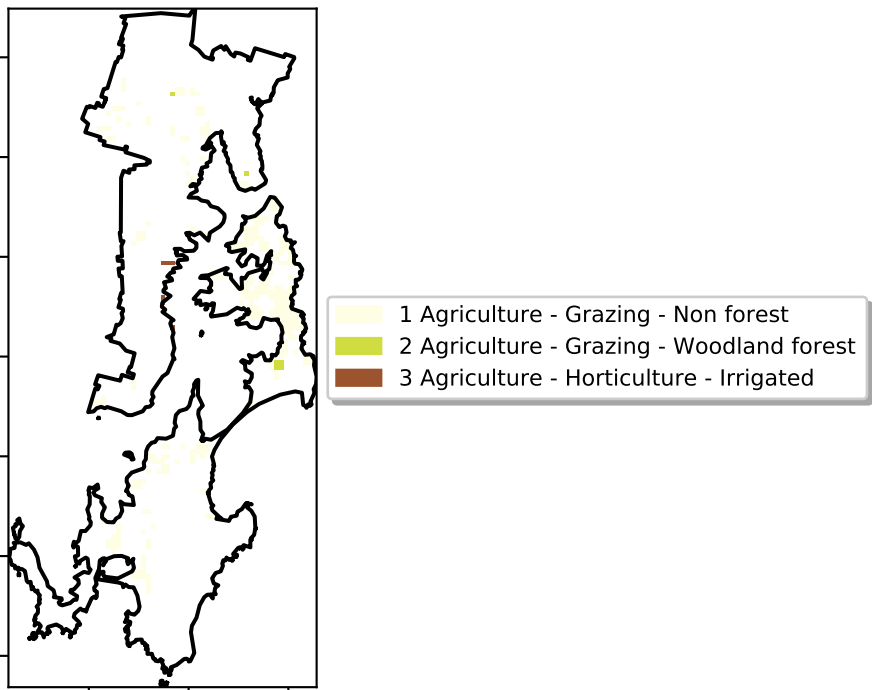 1 Agriculture - Grazing - Non forest
2 Agriculture - Grazing - Woodland forest
3 Agriculture - Horticulture - Irrigated